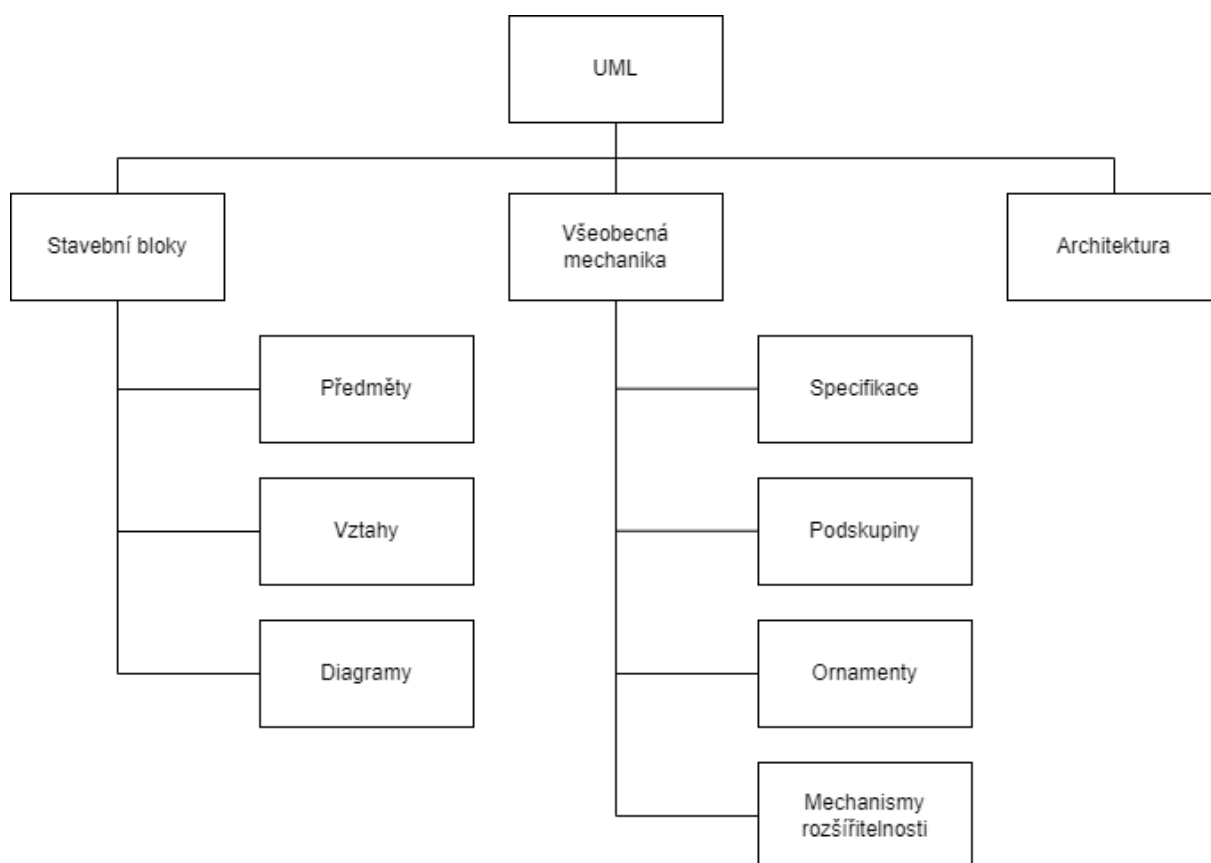 UML
Stavební bloky
Všeobecná
mechanika
Architektura
Předměty
Specifikace
Vztahy
Podskupiny
Diagramy
Ornamenty
Mechanismy
rozšířitelnosti